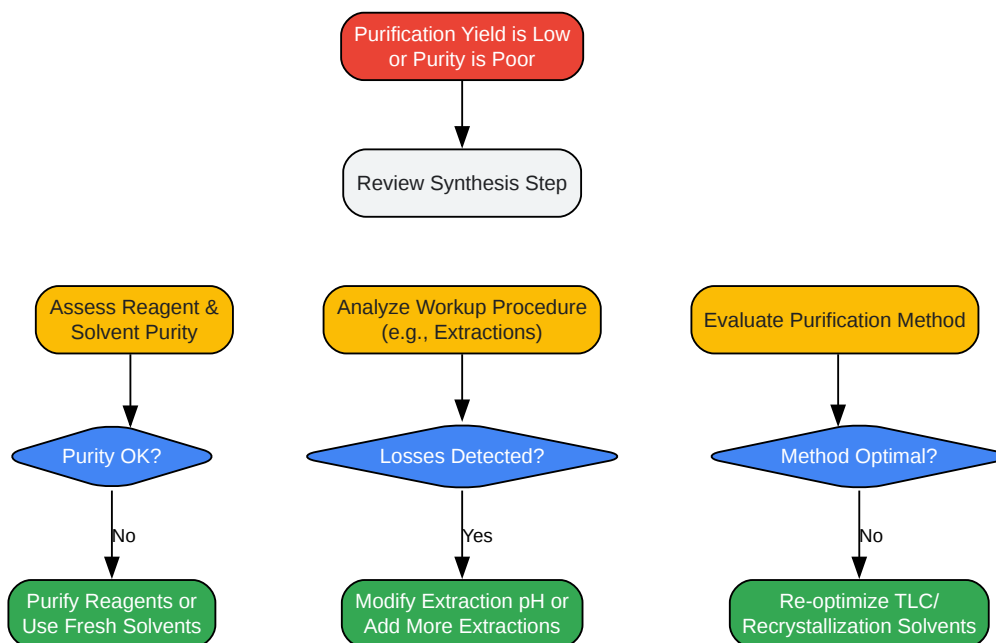 Purification Yield is Low
or Purity is Poor
Review Synthesis Step
Assess Reagent &
Solvent Purity
Analyze Workup Procedure
(e.g., Extractions)
Evaluate Purification Method
Purity OK?
Losses Detected?
Method Optimal?
No
Yes
No
Purify Reagents or
Use Fresh Solvents
Modify Extraction pH or
Add More Extractions
Re-optimize TLC/
Recrystallization Solvents